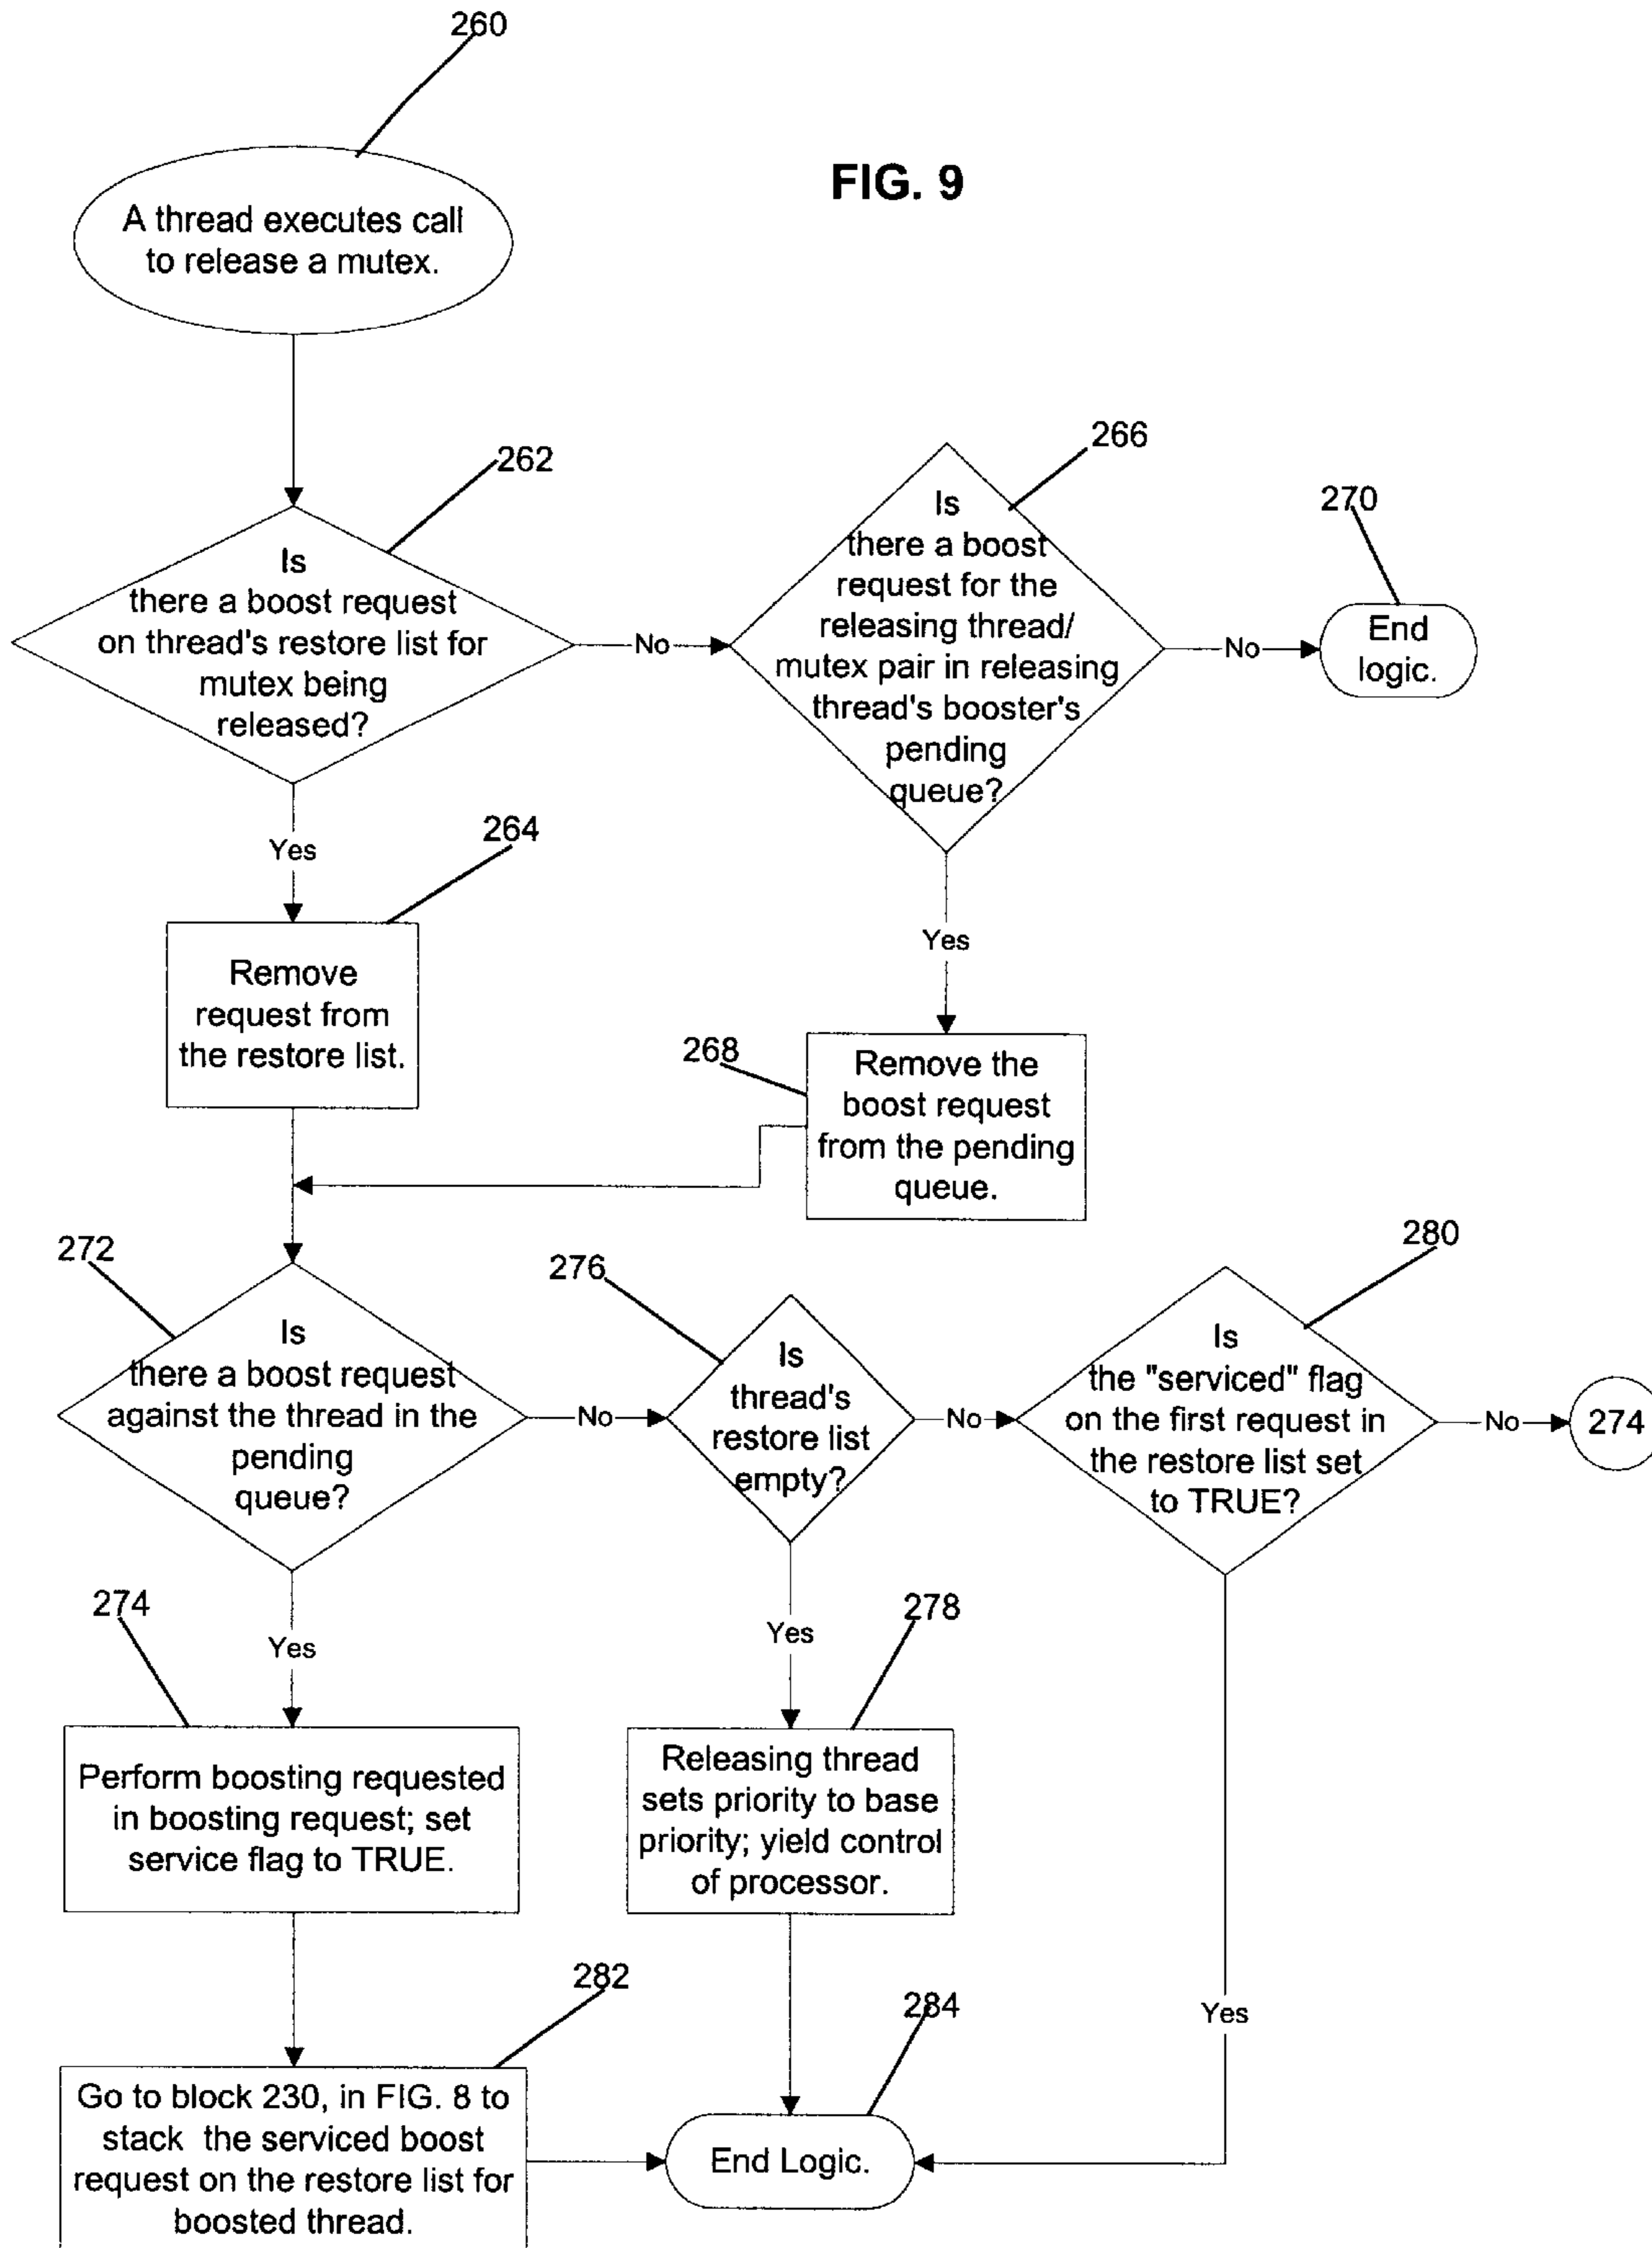 260
FIG. 9
A thread executes call
to release a mutex.
262
266
270
Is
there a boost request
on thread's restore list for
mutex being
released?
No
Is
there a boost
request for the
releasing thread/
mutex pair in releasing
thread's booster's
pending
queue?
No
End
logic.
Yes
264
Remove
request from
the restore list.
Yes
268
Remove the
boost request
from the pending
queue.
272
276
280
Is
there a boost request
against the thread in the
pending
queue?
No
Is
thread's
restore list
empty?
No
Is
the "serviced" flag
on the first request in
the restore list set
to TRUE?
No
274
274
Yes
278
Yes
Perform boosting requested
in boosting request; set
service flag to TRUE.
Releasing thread
sets priority to base
priority; yield control
of processor.
282
284
Yes
Go to block 230, in FIG. 8 to
stack the serviced boost
request on the restore list for
boosted thread.
End Logic.